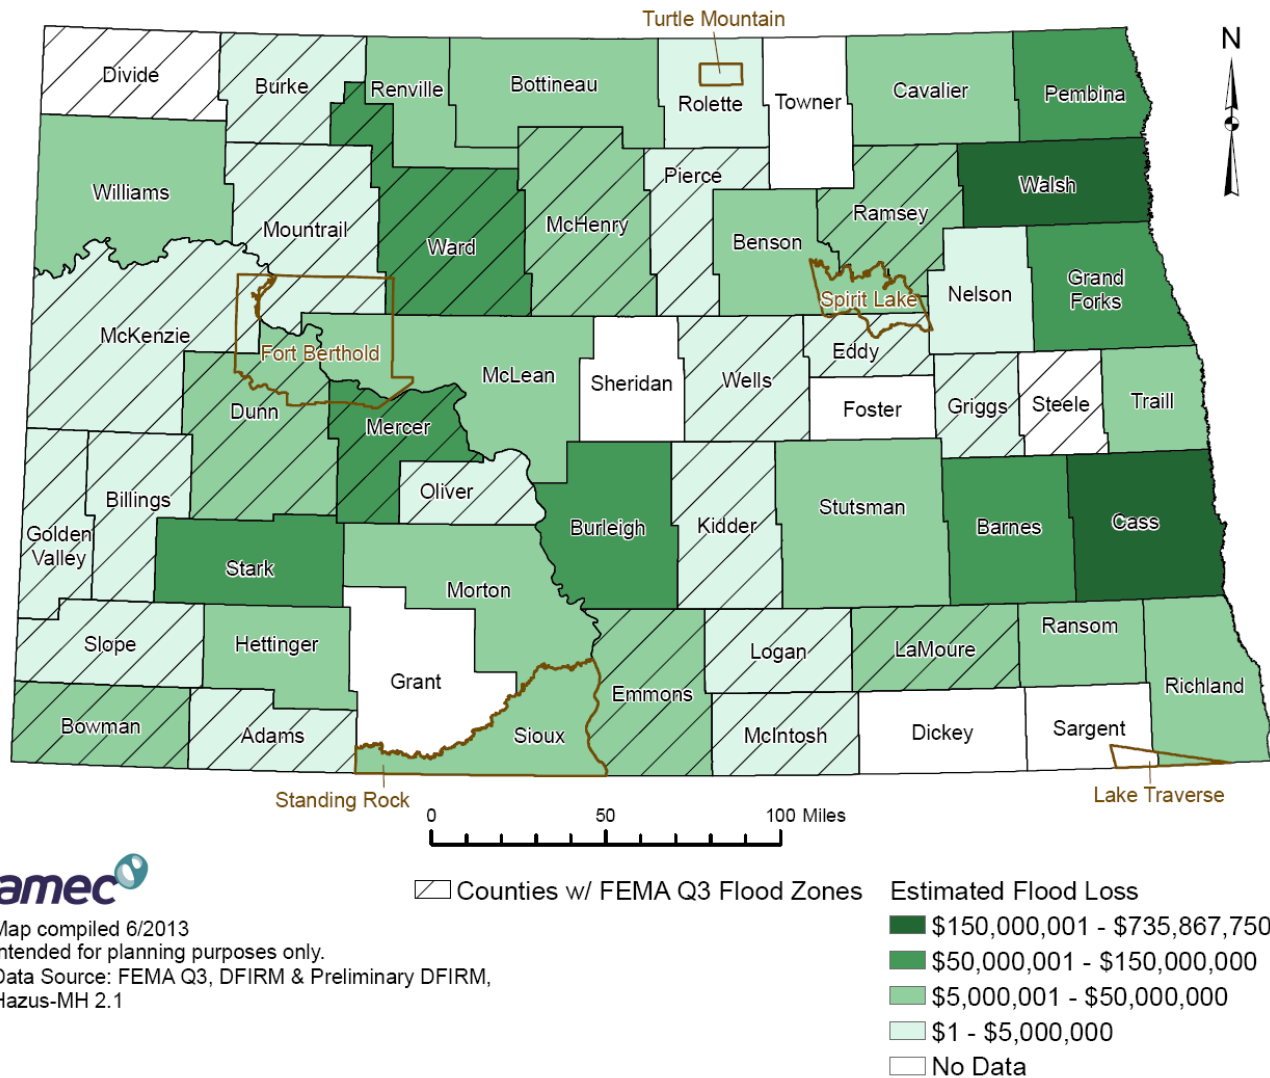 Turtle Mountain
N
Divide
Burke
Renville
Bottineau
Rolette
Towner
Cavalier
Pembina
Williams
Mountrail
Ward
McHenry
Pierce
Benson
Ramsey
Walsh
Nelson
Grand
Forks
Spirit Lake
McKenzie
Fort Berthold
Dunn
McLean
Sheridan
Wells
Eddy
Foster
Griggs
Steele
Traill
Mercer
Oliver
Billings
Golden
Valley
Stark
Burleigh
Kidder
Stutsman
Barnes
Cass
Morton
Slope
Hettinger
Grant
Logan
LaMoure
Ransom
Richland
Emmons
Bowman
Adams
Sioux
McIntosh
Dickey
Sargent
Standing Rock
Lake Traverse
0 50 100 Miles
amec
Counties w/ FEMA Q3 Flood Zones
Map compiled 6/2013
ntended for planning purposes only.
Data Source: FEMA Q3, DFIRM & Preliminary DFIRM,
Hazus-MH 2.1
Estimated Flood Loss
$150,000,001 - $735,867,750
$50,000,001 - $150,000,000
$5,000,001 - $50,000,000
$1 - $5,000,000
No Data